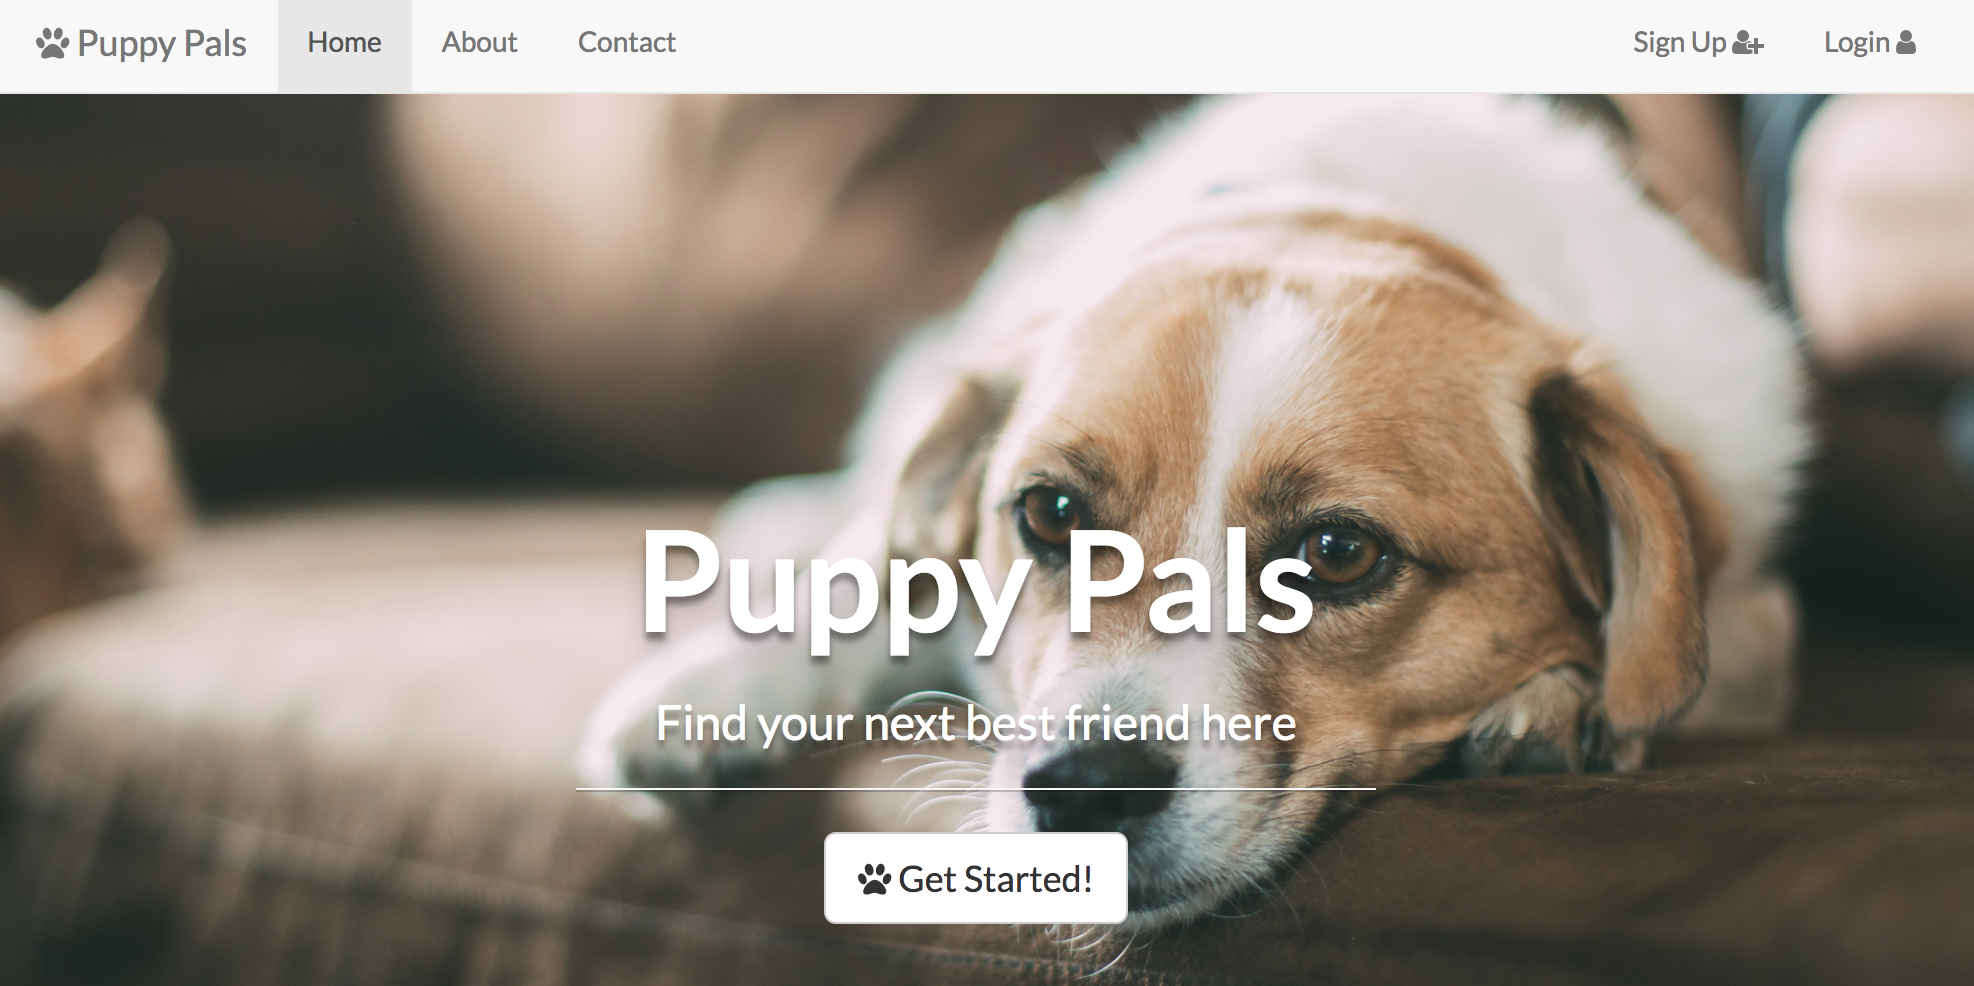 Puppy Pals Home About Contact Sign Up Login
Puppy Pals
Find your next best friend here
Get Started!